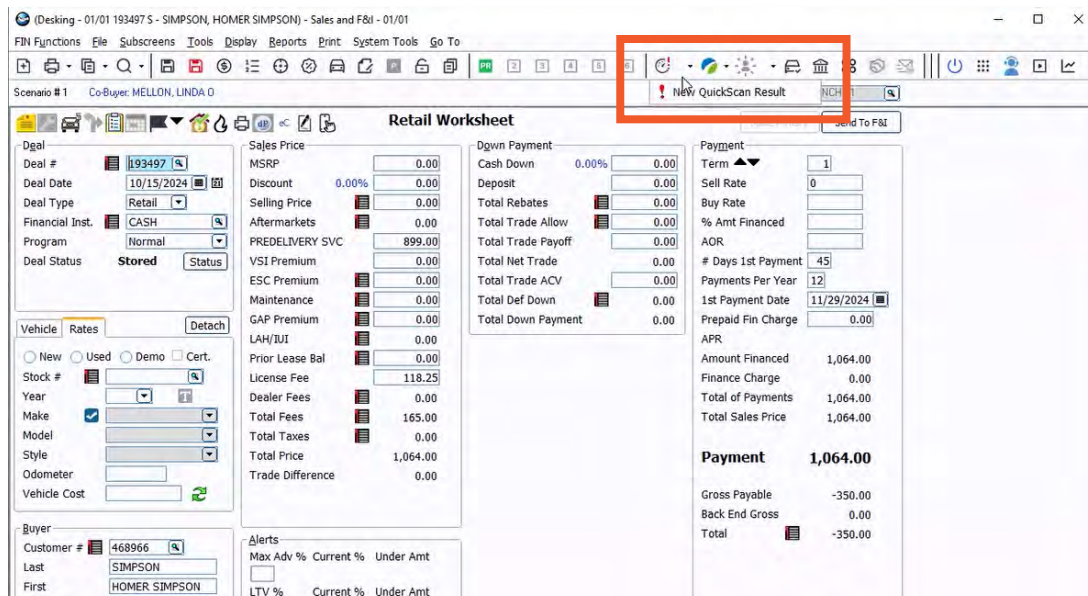 (Desking - 01/01 193497 S - SIMPSON, HOMER SIMPSON) - Sales and F&I - 01/01
FIN Functions File Subscreens Tools Display Reports Print System Tools Go To
PR 2 3 4 5 6
Scenario # 1 Co-Buyer: MELLON, LINDA O
New QuickScan Result
Retail Worksheet
Send To F&I
Deal
Deal # 193497
Deal Date 10/15/2024
Deal Type Retail
Financial Inst. CASH
Program Normal
Deal Status Stored Status
Vehicle Rates Detach
New Used Demo Cert.
Stock #
Year
Make
Model
Style
Odometer
Vehicle Cost
Buyer
Customer # 468966
Last SIMPSON
First HOMER SIMPSON
Sales Price
MSRP 0.00
Discount 0.00% 0.00
Selling Price 0.00
Aftermarkets 0.00
PREDELIVERY SVC 899.00
VSI Premium 0.00
ESC Premium 0.00
Maintenance 0.00
GAP Premium 0.00
LAH/IUI 0.00
Prior Lease Bal 0.00
License Fee 118.25
Dealer Fees 0.00
Total Fees 165.00
Total Taxes 0.00
Total Price 1,064.00
Trade Difference 0.00
Alerts
Max Adv % Current % Under Amt
LTV % Current % Under Amt
Down Payment
Cash Down 0.00% 0.00
Deposit 0.00
Total Rebates 0.00
Total Trade Allow 0.00
Total Trade Payoff 0.00
Total Net Trade 0.00
Total Trade ACV 0.00
Total Def Down 0.00
Total Down Payment 0.00
Payment
Term 1
Sell Rate 0
Buy Rate
% Amt Financed
AOR
# Days 1st Payment 45
Payments Per Year 12
1st Payment Date 11/29/2024
Prepaid Fin Charge 0.00
APR
Amount Financed 1,064.00
Finance Charge 0.00
Total of Payments 1,064.00
Total Sales Price 1,064.00
Payment 1,064.00
Gross Payable -350.00
Back End Gross 0.00
Total -350.00